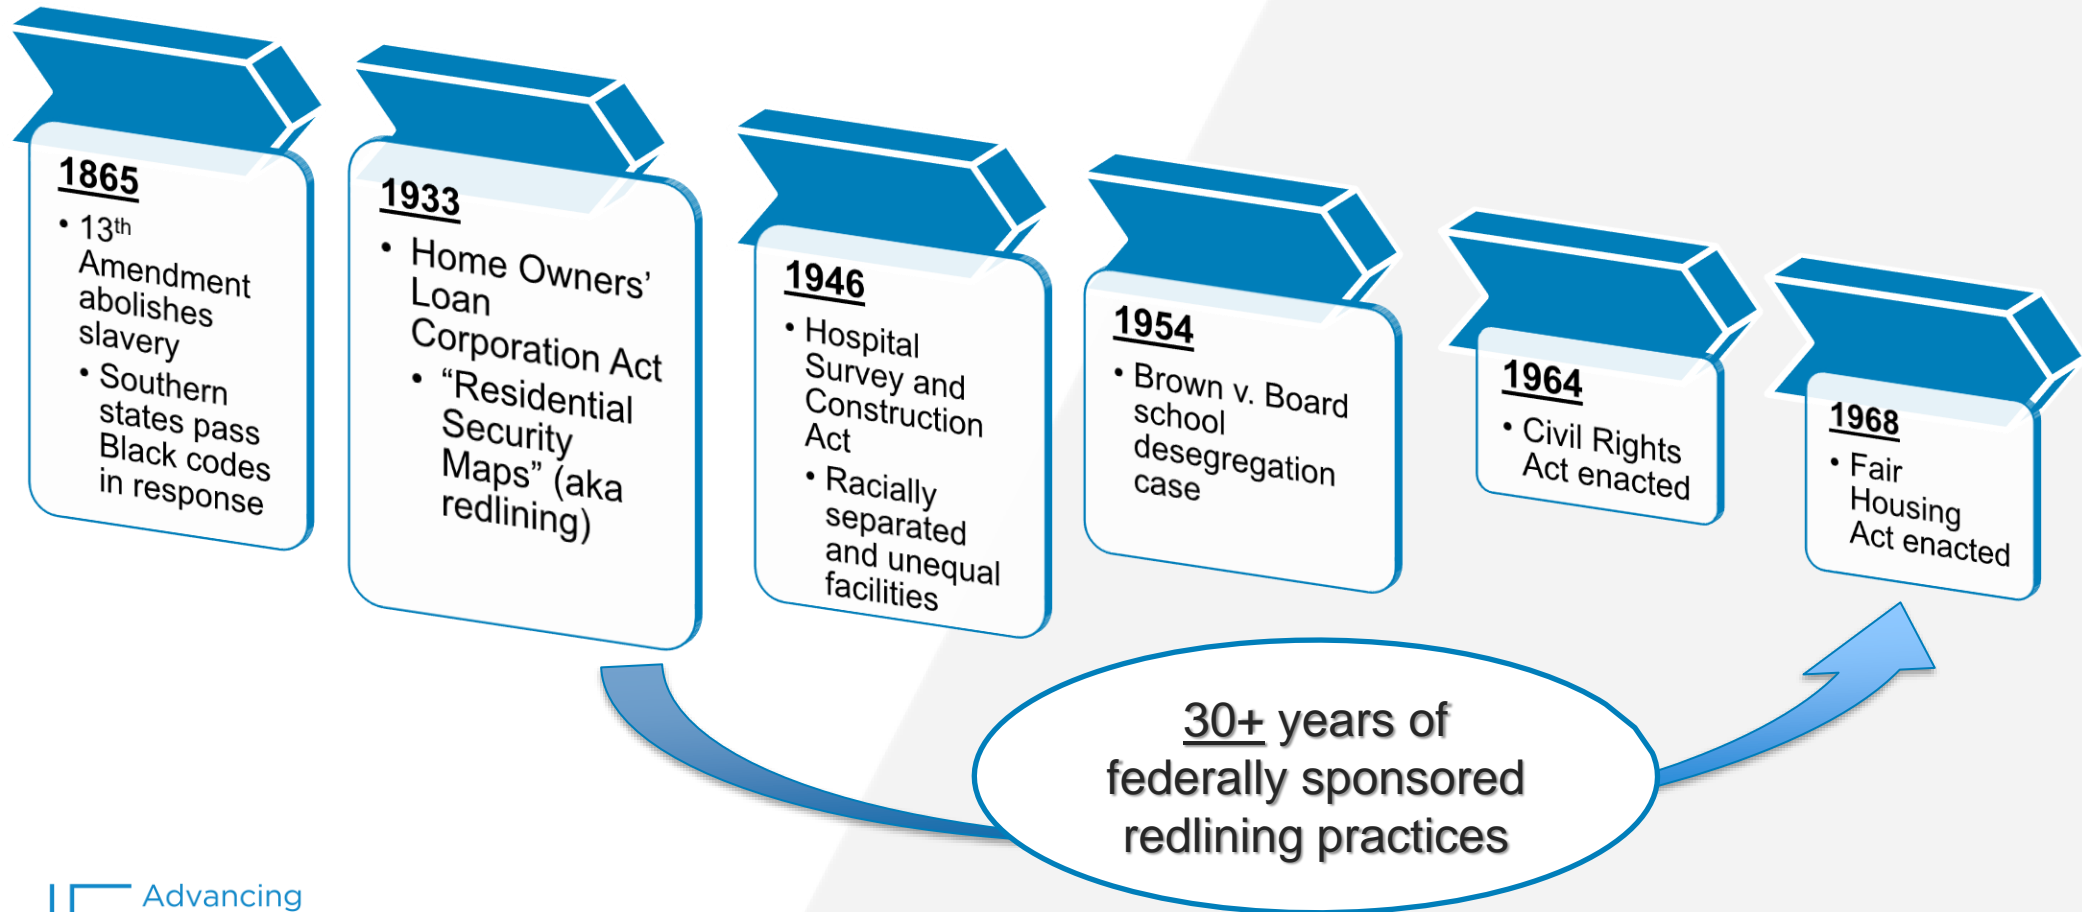 1865
• 13th
Amendment
abolishes
slavery
• Southern
states pass
Black codes
in response
1933
• Home Owners’
Loan
Corporation Act
• “Residential
Security
Maps” (aka
redlining)
1946
• Hospital
Survey and
Construction
Act
• Racially
separated
and unequal
facilities
1954
• Brown v. Board
school
desegregation
case
1964
• Civil Rights
Act enacted
1968
• Fair
Housing
Act enacted
30+ years of
federally sponsored
redlining practices
Advancing